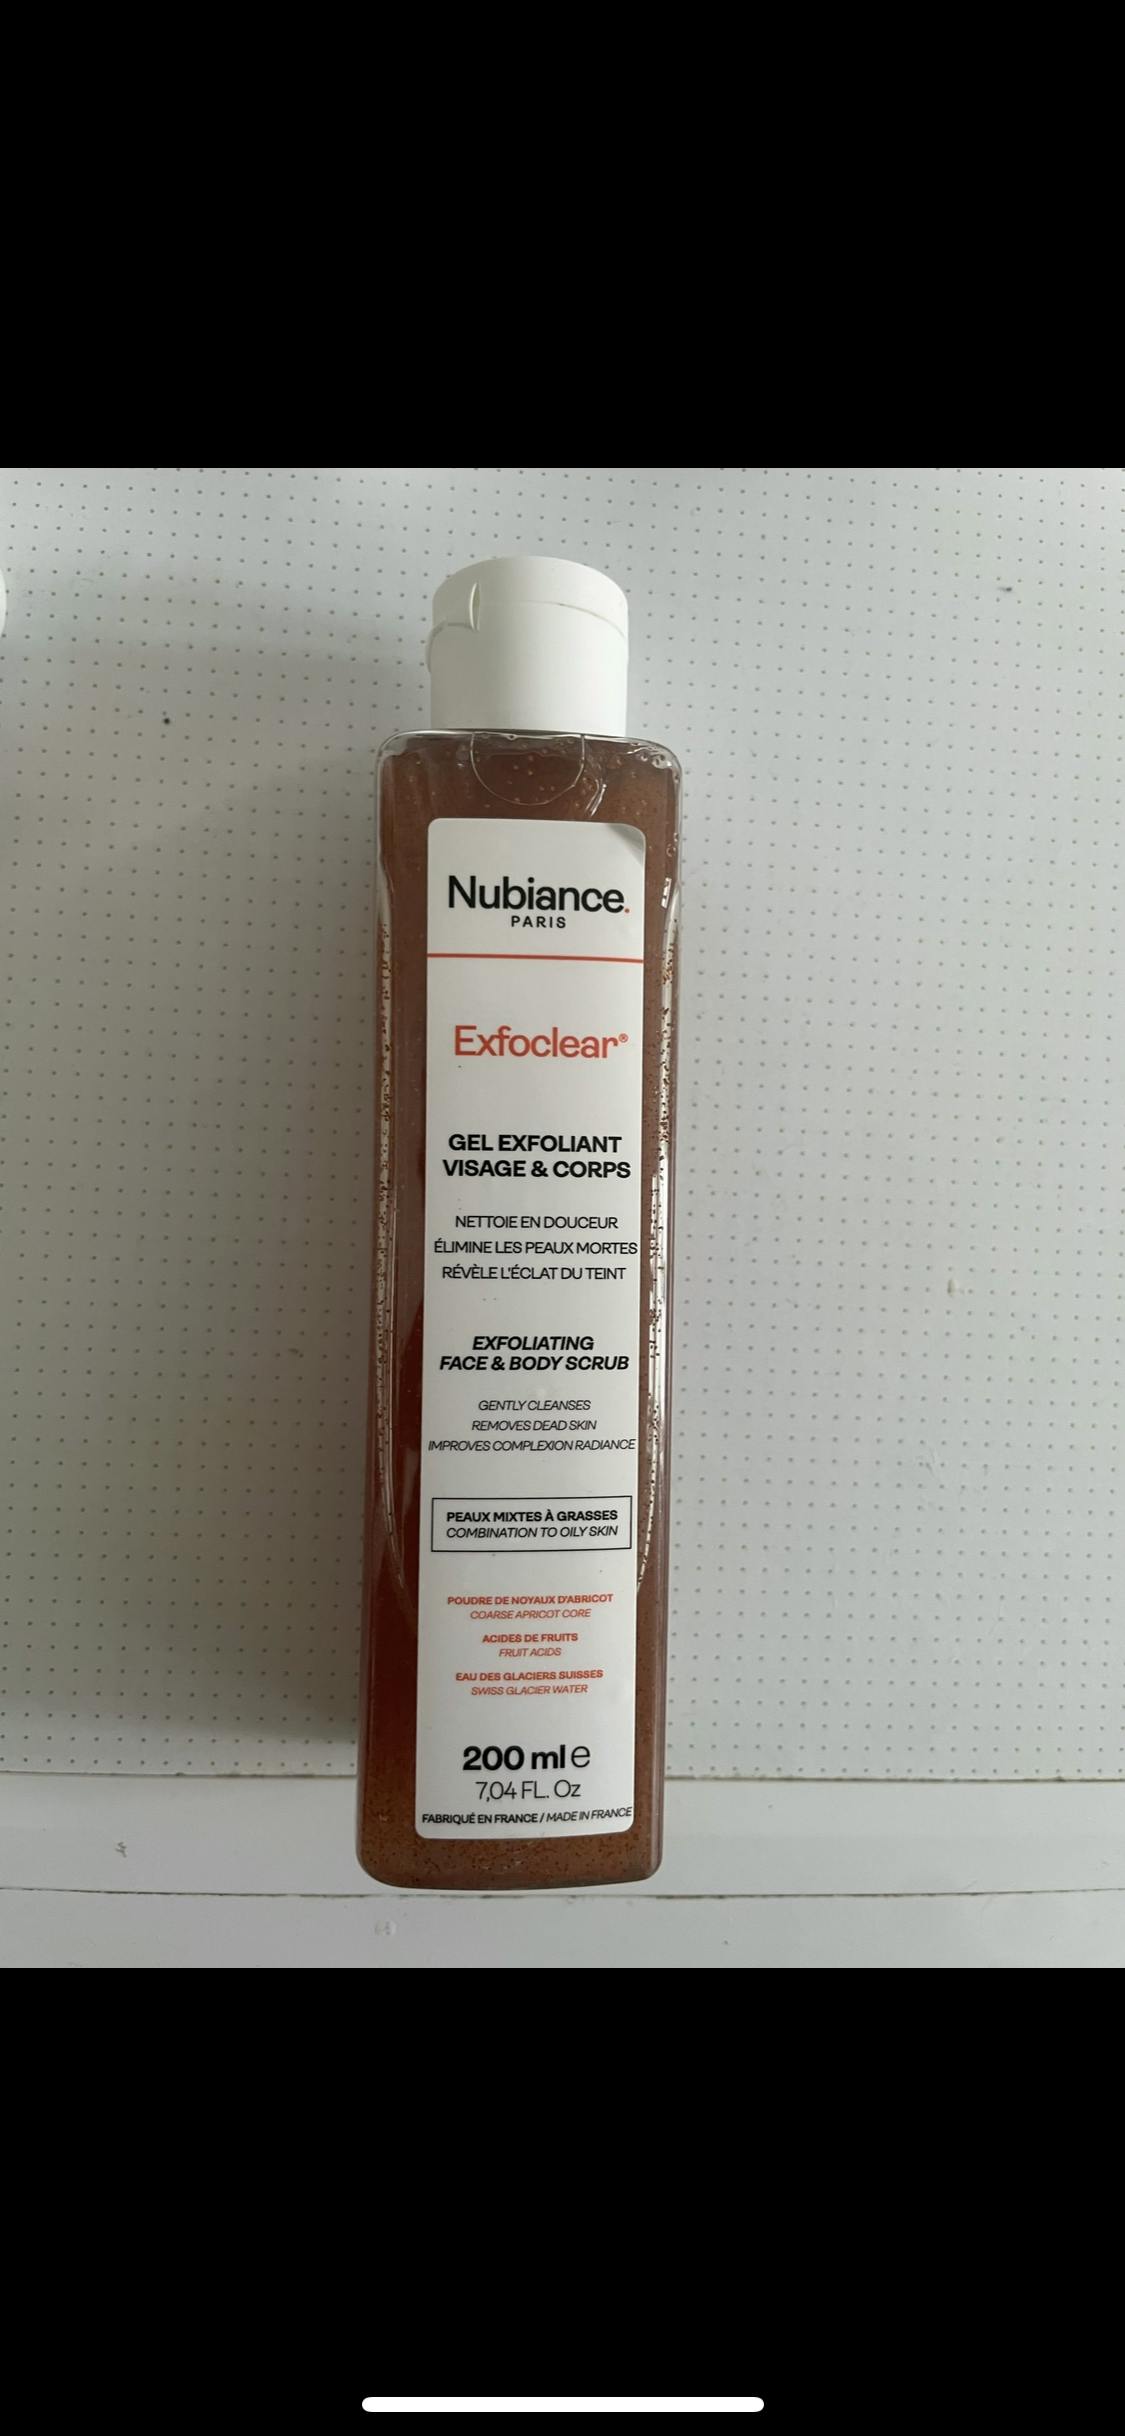 Nubiance.
PARIS
Exfoclear®
GEL EXFOLIANT
VISAGE & CORPS
NETTOIE EN DOUCEUR
ÉLIMINE LES PEAUX MORTES
RÉVÈLE L'ÉCLAT DU TEINT
EXFOLIATING
FACE & BODY SCRUB
GENTLY CLEANSES
REMOVES DEAD SKIN
IMPROVES COMPLEXION RADIANCE
PEAUX MIXTES À GRASSES
COMBINATION TO OILY SKIN
POUDRE DE NOYAUX D'ABRICOT
COARSE APRICOT CORE
ACIDES DE FRUITS
FRUIT ACIDS
EAU DES GLACIERS SUISSES
SWISS GLACIER WATER
200 ml e
7,04 FL. Oz
FABRIQUÉ EN FRANCE / MADE IN FRANCE